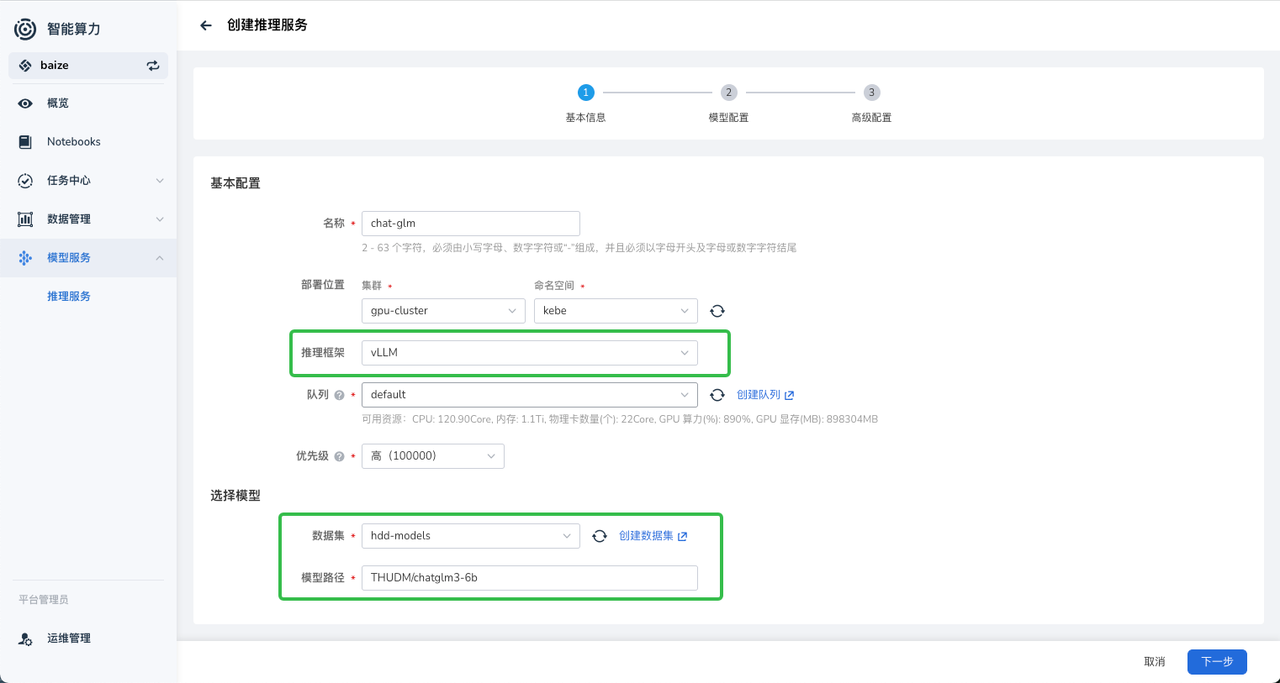 智能算力
baize
概览
Notebooks
任务中心
数据管理
模型服务
推理服务
平台管理员
运维管理
创建推理服务
1 2 3
基本信息 模型配置 高级配置
基本配置
名称 * chat-glm
2 - 63 个字符，必须由小写字母、数字字符或“-”组成，并且必须以字母开头及字母或数字字符结尾
部署位置 集群 * 命名空间 *
gpu-cluster kebe
推理框架 vLLM
队列 ? * default 创建队列
可用资源：CPU: 120.90Core, 内存: 1.1Ti, 物理卡数量(个): 22Core, GPU 算力(%): 890%, GPU 显存(MB): 898304MB
优先级 ? * 高（100000）
选择模型
数据集 * hdd-models 创建数据集
模型路径 * THUDM/chatglm3-6b
取消 下一步